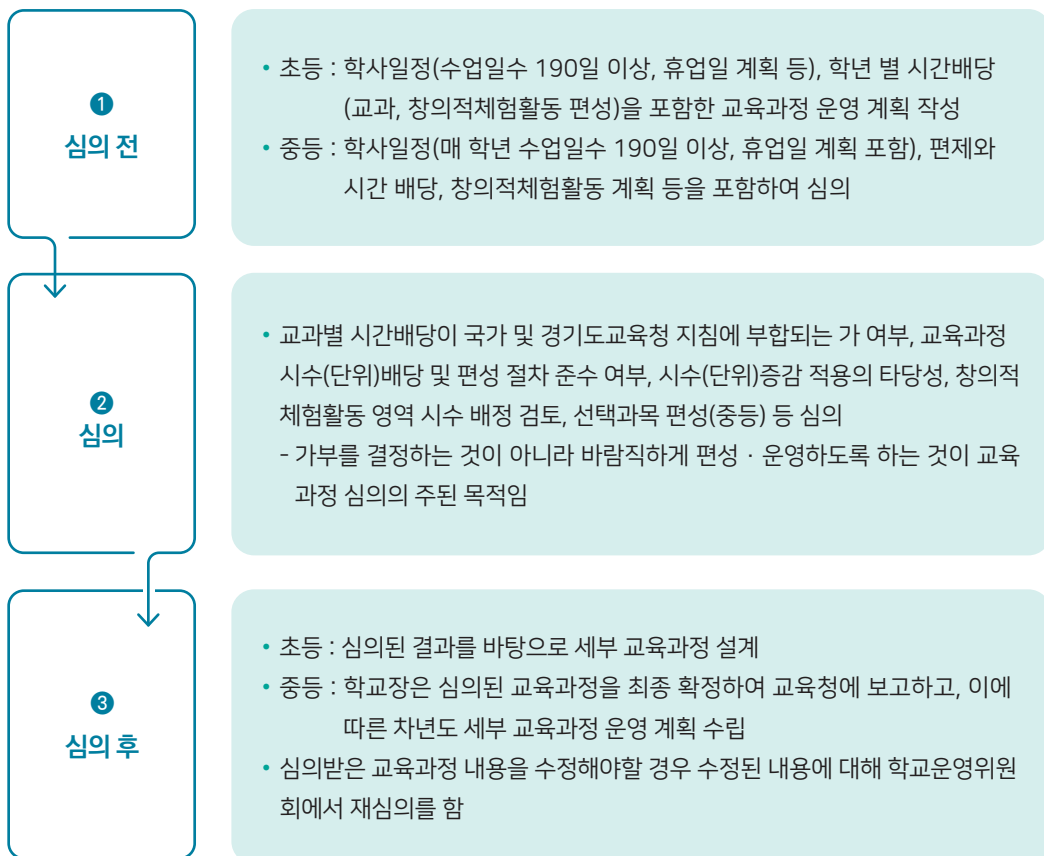 ❶
심의 전
• 초등 : 학사일정(수업일수 190일 이상, 휴업일 계획 등), 학년 별 시간배당
(교과, 창의적체험활동 편성)을 포함한 교육과정 운영 계획 작성
• 중등 : 학사일정(매 학년 수업일수 190일 이상, 휴업일 계획 포함), 편제와
시간 배당, 창의적체험활동 계획 등을 포함하여 심의
❷
심의
• 교과별 시간배당이 국가 및 경기도교육청 지침에 부합되는 가 여부, 교육과정
시수(단위)배당 및 편성 절차 준수 여부, 시수(단위)증감 적용의 타당성, 창의적
체험활동 영역 시수 배정 검토, 선택과목 편성(중등) 등 심의
- 가부를 결정하는 것이 아니라 바람직하게 편성 · 운영하도록 하는 것이 교육
과정 심의의 주된 목적임
❸
심의 후
• 초등 : 심의된 결과를 바탕으로 세부 교육과정 설계
• 중등 : 학교장은 심의된 교육과정을 최종 확정하여 교육청에 보고하고, 이에
따른 차년도 세부 교육과정 운영 계획 수립
• 심의받은 교육과정 내용을 수정해야할 경우 수정된 내용에 대해 학교운영위원
회에서 재심의를 함